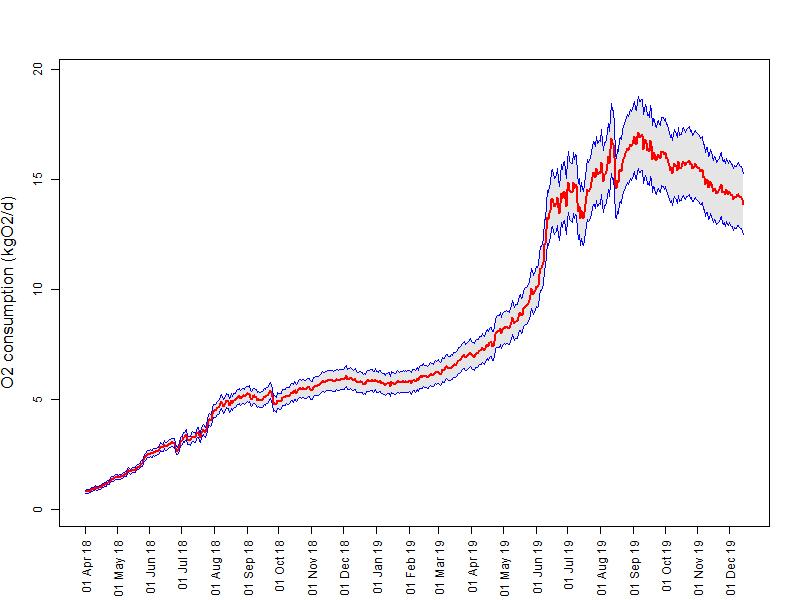 O2 consumption (kgO2/d)
20
15
10
5
0
01 Apr 18
01 May 18
01 Jun 18
01 Jul 18
01 Aug 18
01 Sep 18
01 Oct 18
01 Nov 18
01 Dec 18
01 Jan 19
01 Feb 19
01 Mar 19
01 Apr 19
01 May 19
01 Jun 19
01 Jul 19
01 Aug 19
01 Sep 19
01 Oct 19
01 Nov 19
01 Dec 19